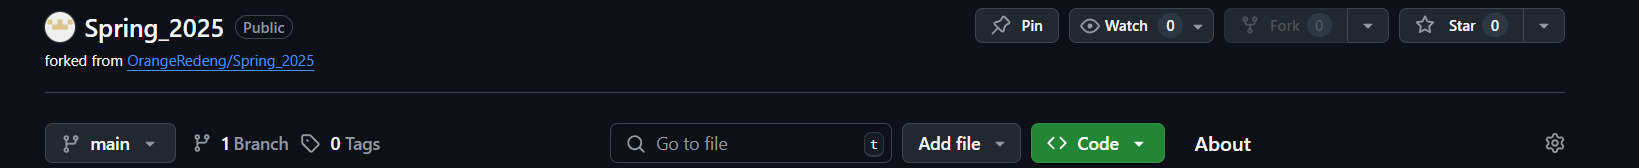 Spring_2025 Public Pin Watch 0 Fork 0 Star 0
forked from OrangeRedeng/Spring_2025
main 1 Branch 0 Tags Go to file t Add file Code About